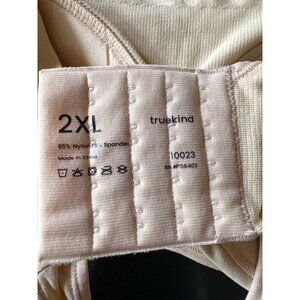 2XL
truekind
95% Nylon 5% Spandex
Made in China
10023